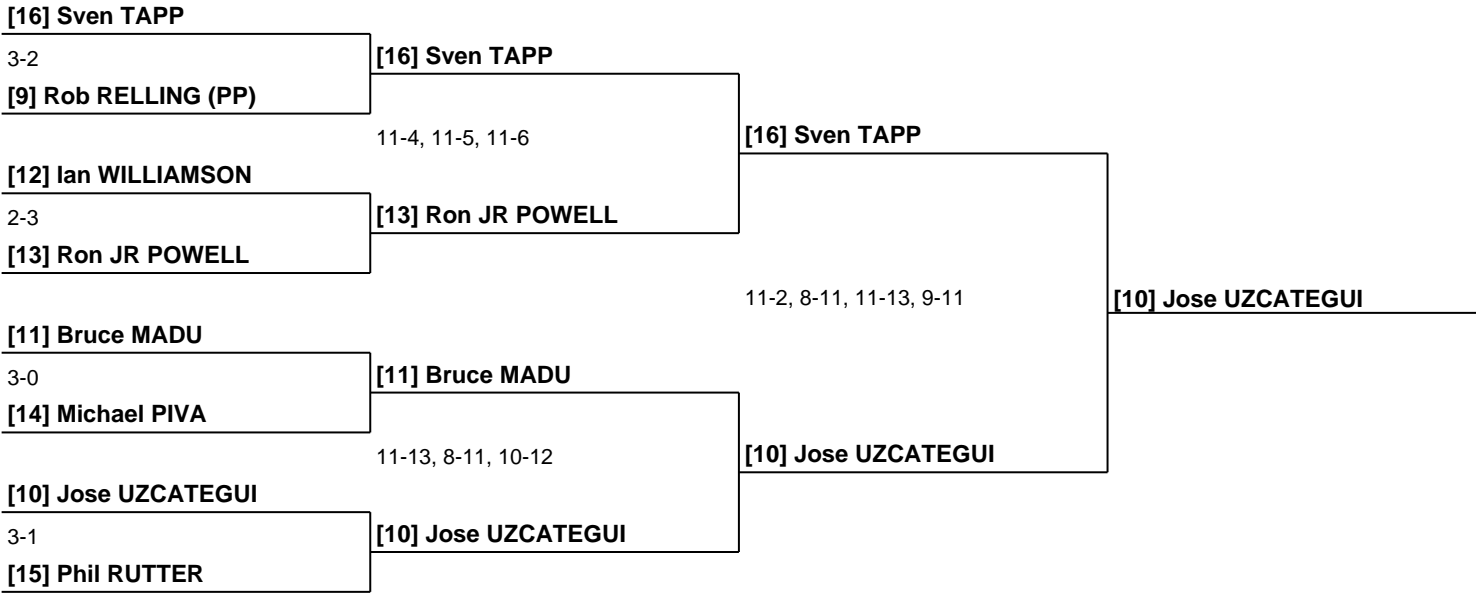 [16] Sven TAPP
3-2
[9] Rob RELLING (PP)
[12] Ian WILLIAMSON
2-3
[13] Ron JR POWELL
[11] Bruce MADU
3-0
[14] Michael PIVA
[10] Jose UZCATEGUI
3-1
[15] Phil RUTTER
[16] Sven TAPP
11-4, 11-5, 11-6
[13] Ron JR POWELL
[11] Bruce MADU
11-13, 8-11, 10-12
[10] Jose UZCATEGUI
[16] Sven TAPP
11-2, 8-11, 11-13, 9-11
[10] Jose UZCATEGUI
[10] Jose UZCATEGUI